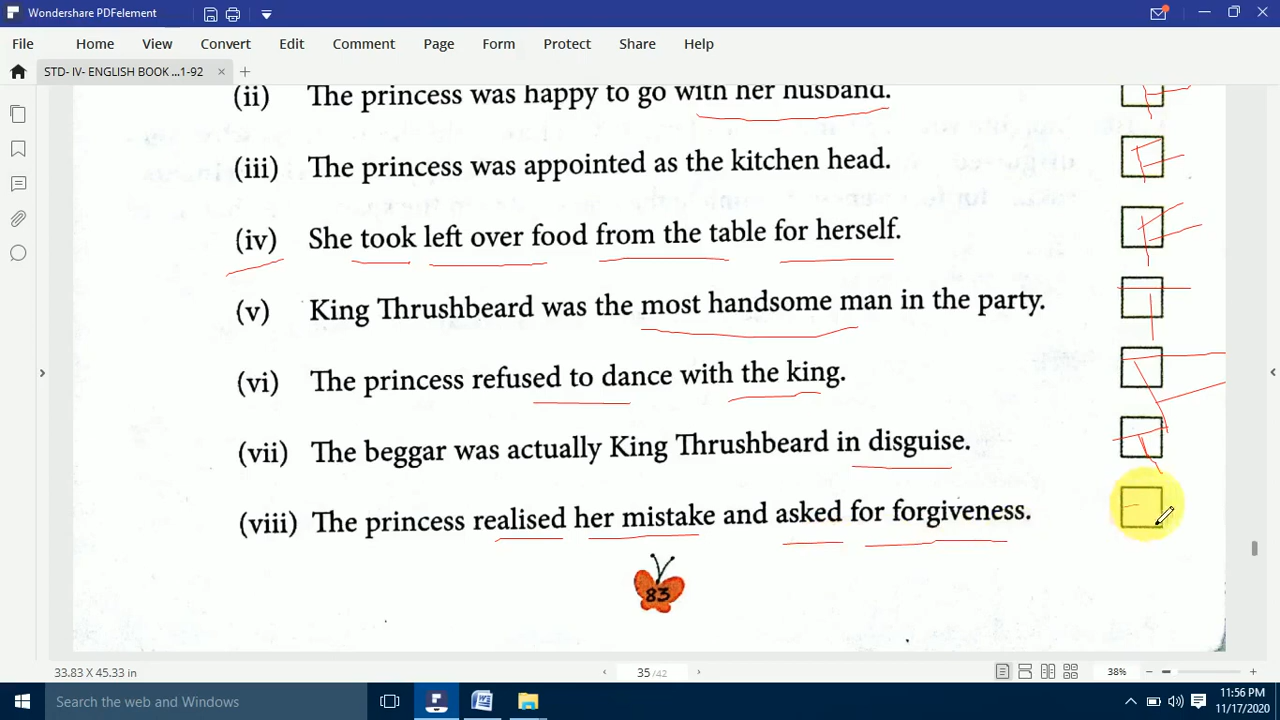 Wondershare PDFelement
File Home View Convert Edit Comment Page Form Protect Share Help
STD- IV- ENGLISH BOOK ...1-92 × +
(ii) The princess was happy to go with her husband. F
(iii) The princess was appointed as the kitchen head. F
(iv) She took left over food from the table for herself. F
(v) King Thrushbeard was the most handsome man in the party. T
(vi) The princess refused to dance with the king. F
(vii) The beggar was actually King Thrushbeard in disguise. T
(viii) The princess realised her mistake and asked for forgiveness.
83
33.83 X 45.33 in
35 /42
38%
Search the web and Windows
11:56 PM
11/17/2020